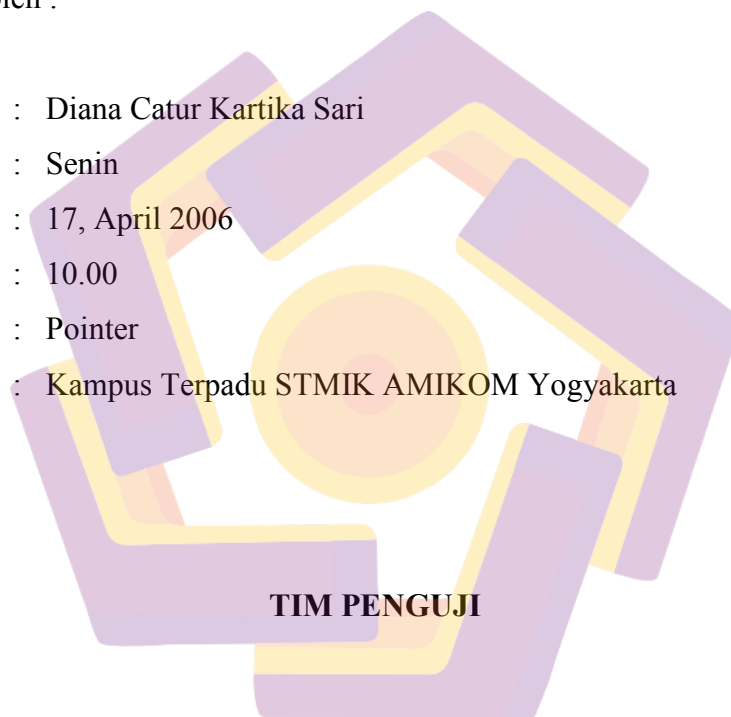 : Diana Catur Kartika Sari
: Senin
: 17, April 2006
: 10.00
: Pointer
: Kampus Terpadu STMIK AMIKOM Yogyakarta
TIM PENGUJI